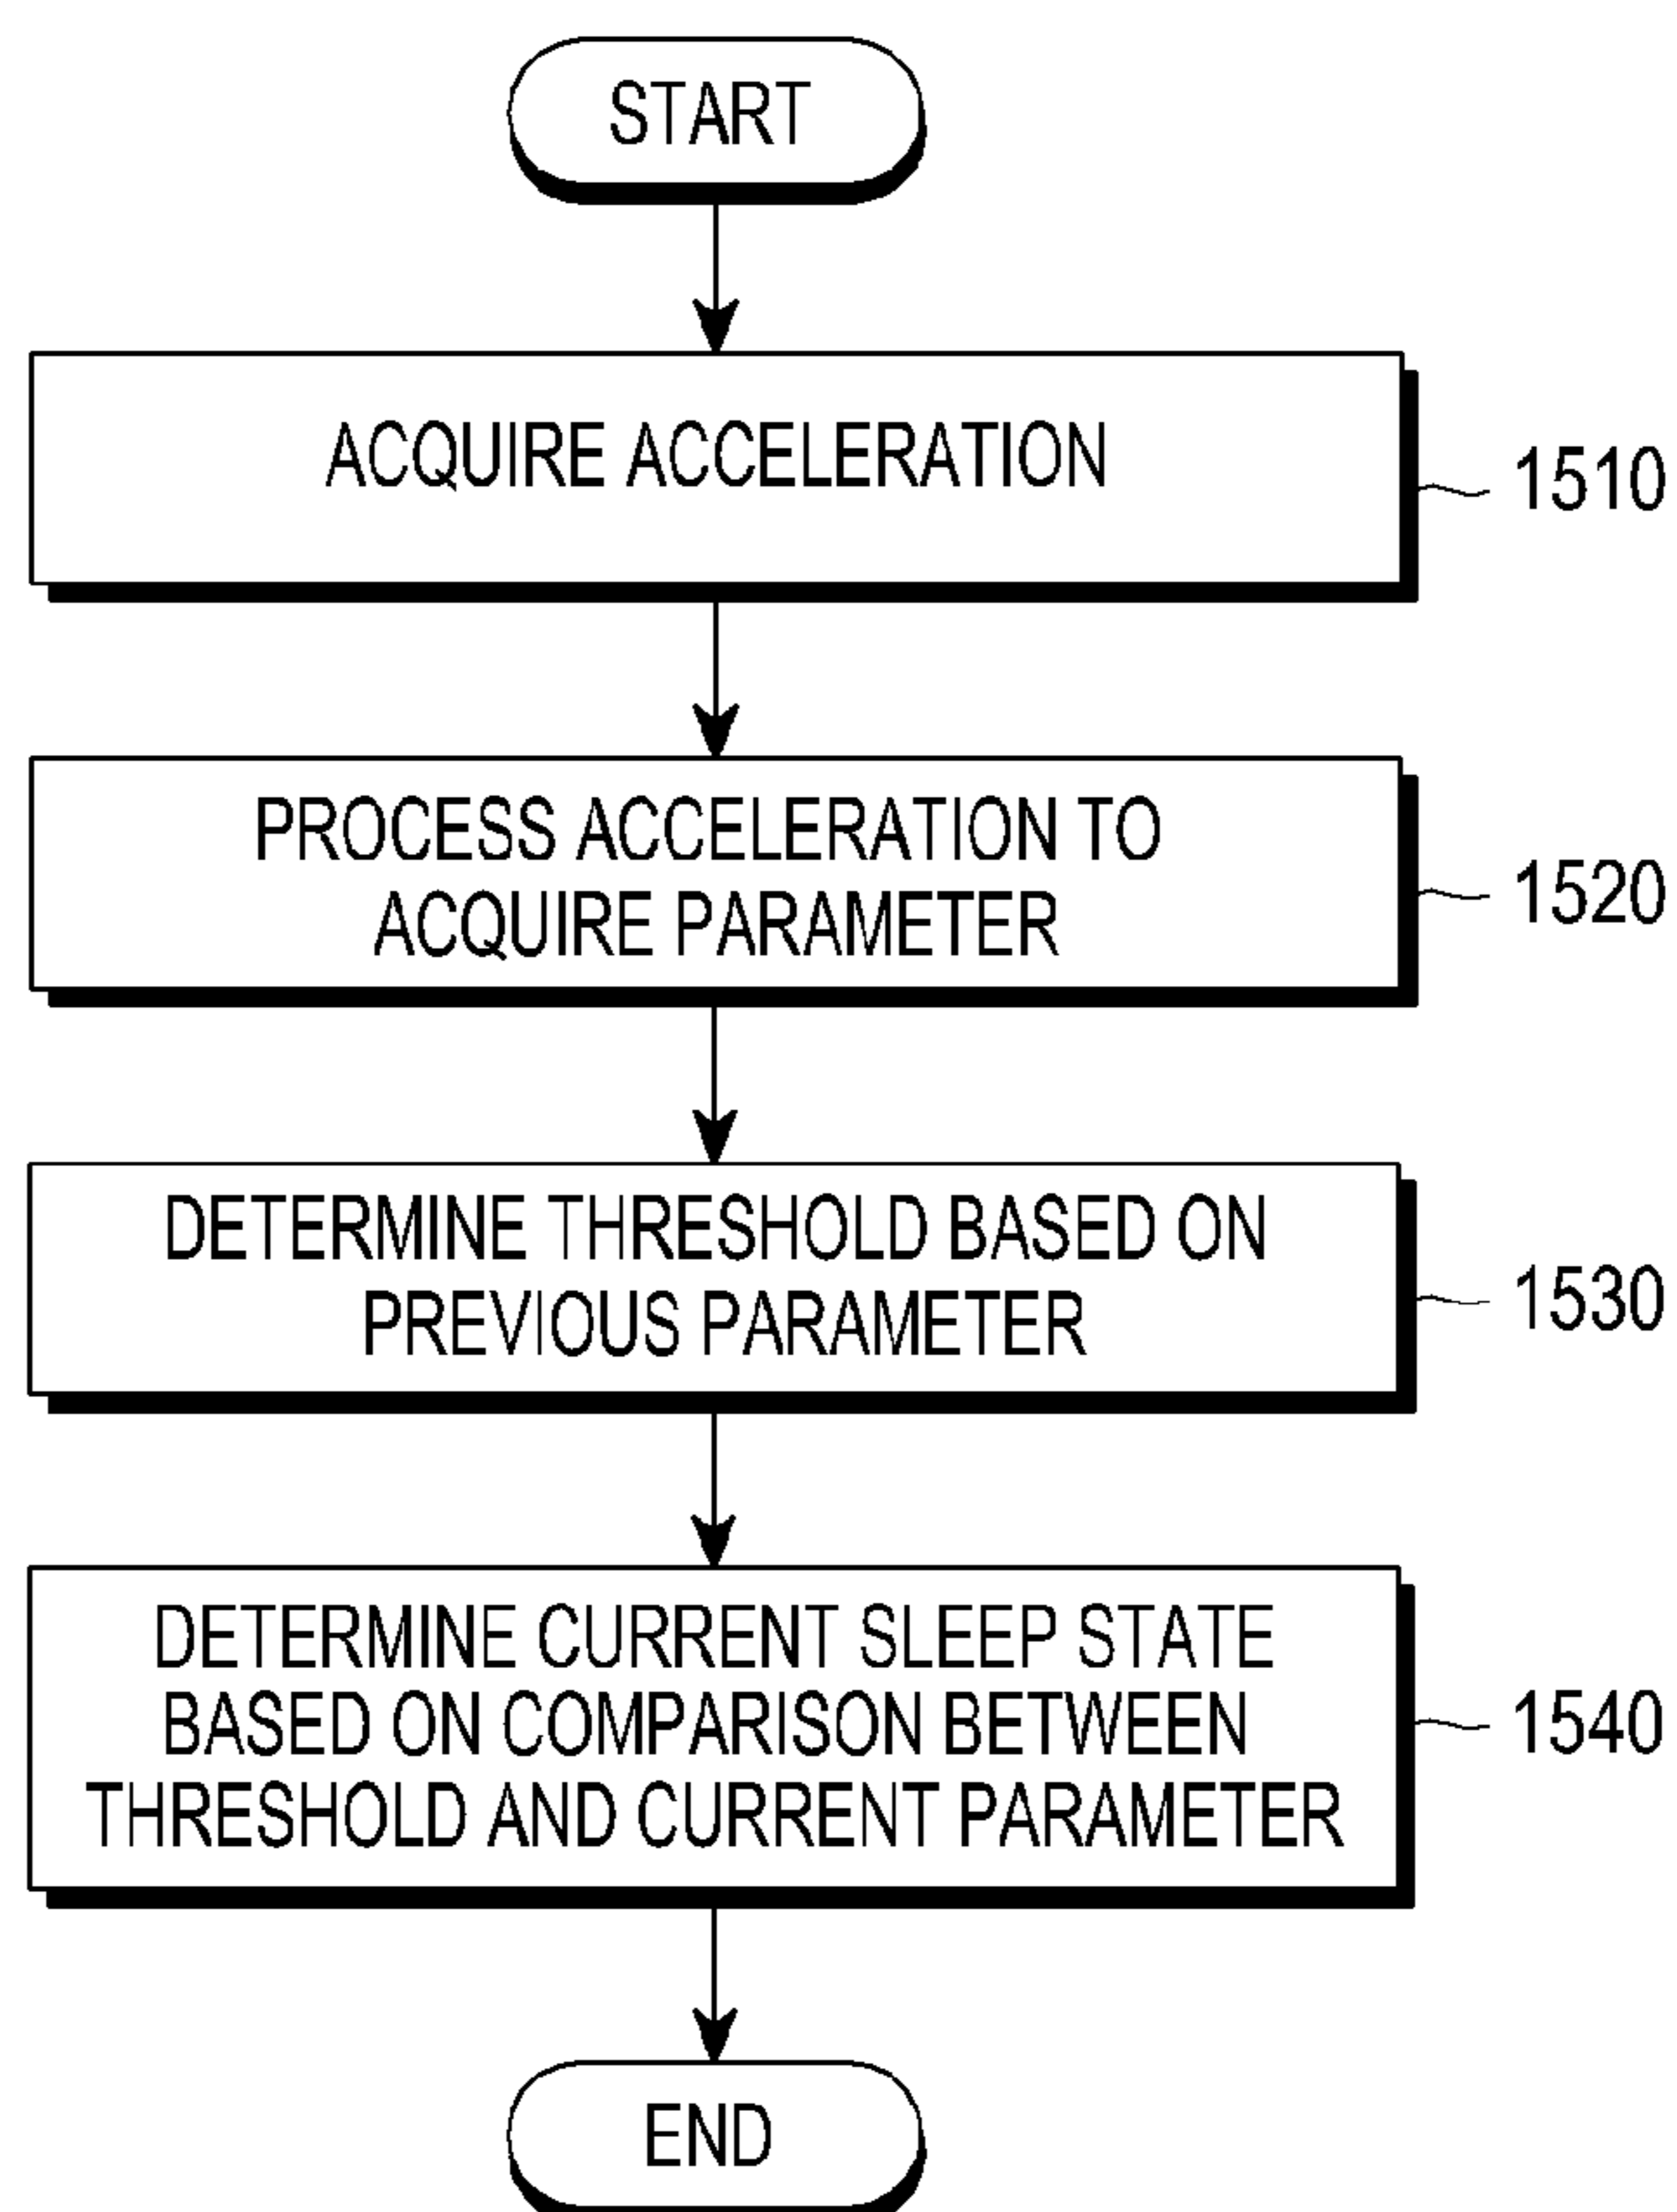 START
ACQUIRE ACCELERATION
1510
PROCESS ACCELERATION TO
ACQUIRE PARAMETER
1520
DETERMINE THRESHOLD BASED ON
PREVIOUS PARAMETER
1530
DETERMINE CURRENT SLEEP STATE
BASED ON COMPARISON BETWEEN
THRESHOLD AND CURRENT PARAMETER
1540
END